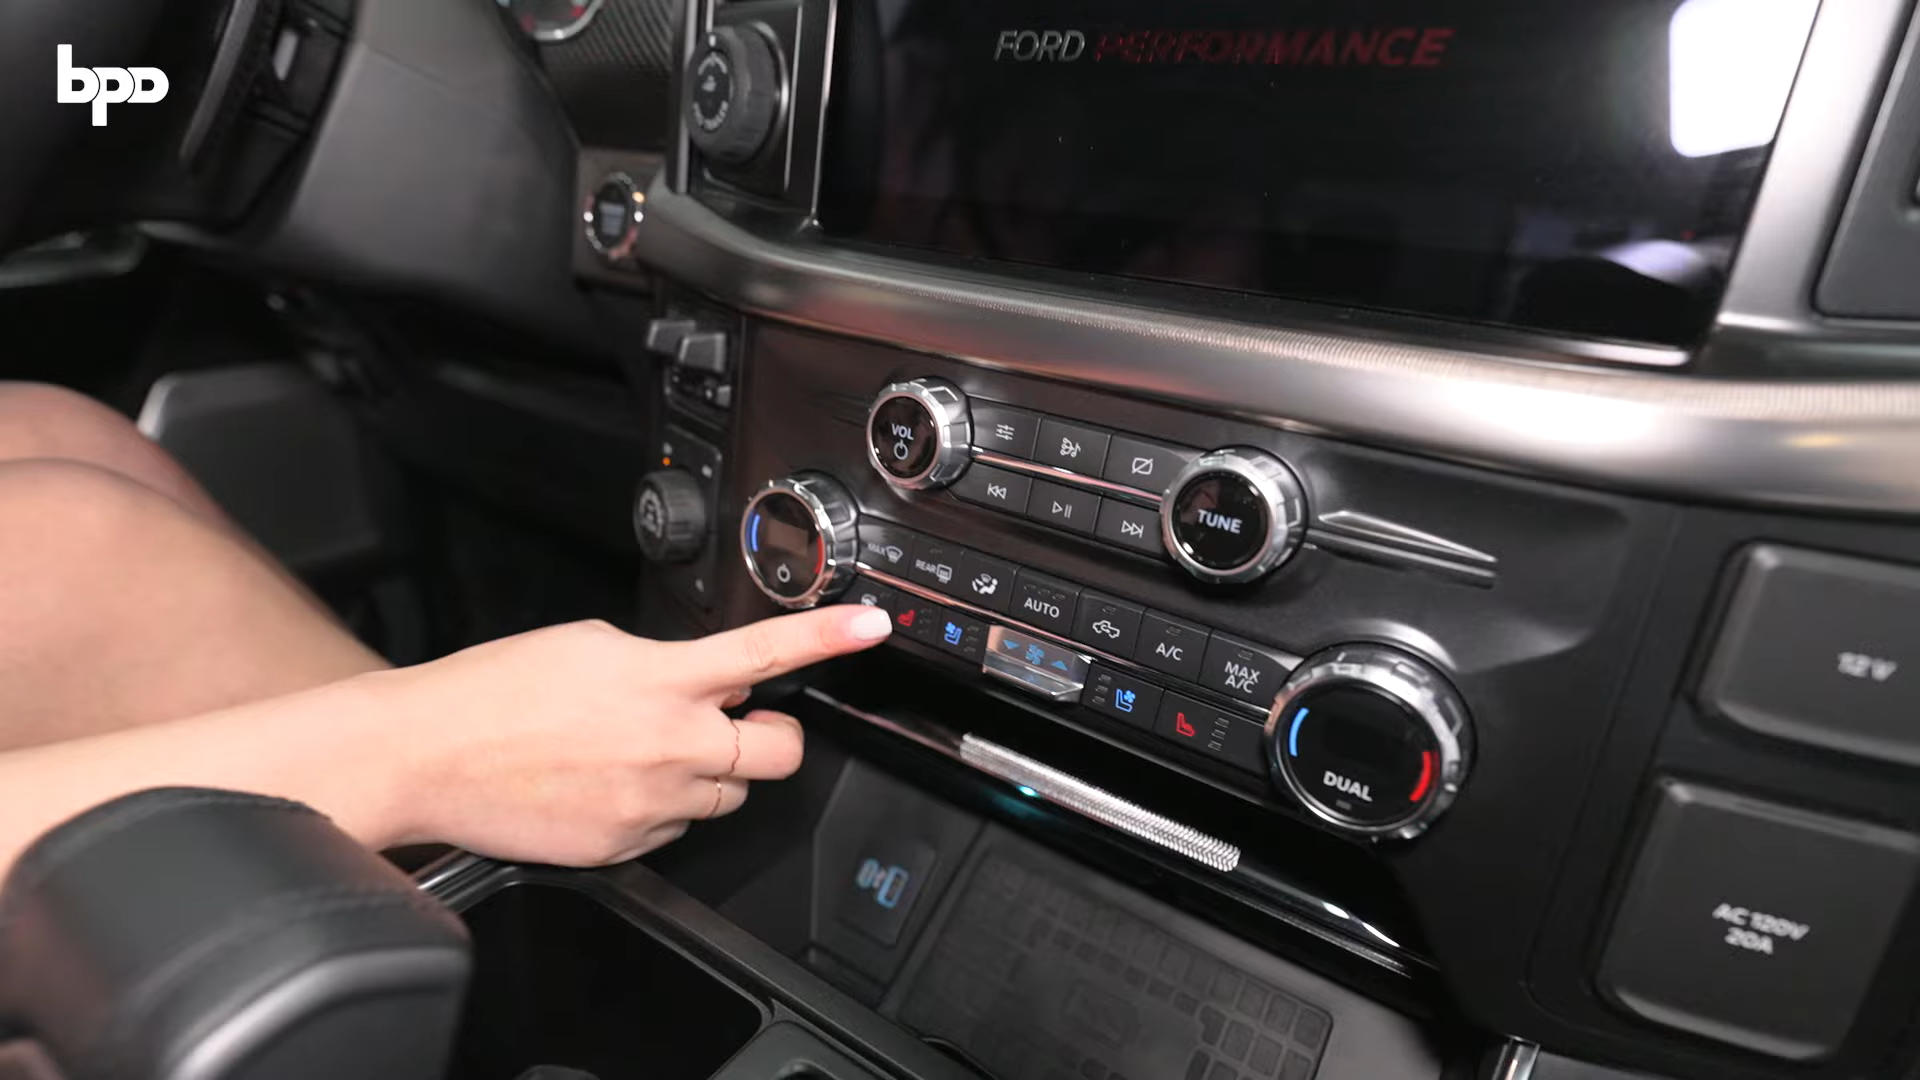 bpd
FORD PERFORMANCE
VOL
TUNE
MAX
REAR
AUTO
A/C
MAX
A/C
DUAL
12V
AC 120V
20A